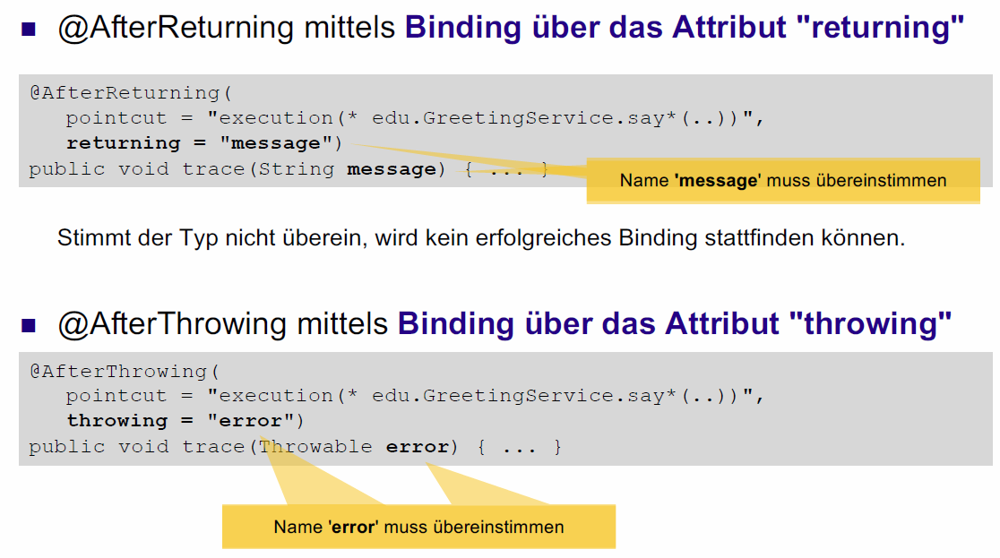 @AfterReturning mittels Binding über das Attribut "returning"
@AfterReturning(
pointcut = "execution(* edu.GreetingService.say*(..))",
returning = "message")
public void trace(String message) { ... }
Name 'message' muss übereinstimmen
Stimmt der Typ nicht überein, wird kein erfolgreiches Binding stattfinden können.
@AfterThrowing mittels Binding über das Attribut "throwing"
@AfterThrowing(
pointcut = "execution(* edu.GreetingService.say*(..))",
throwing = "error")
public void trace(Throwable error) { ... }
Name 'error' muss übereinstimmen